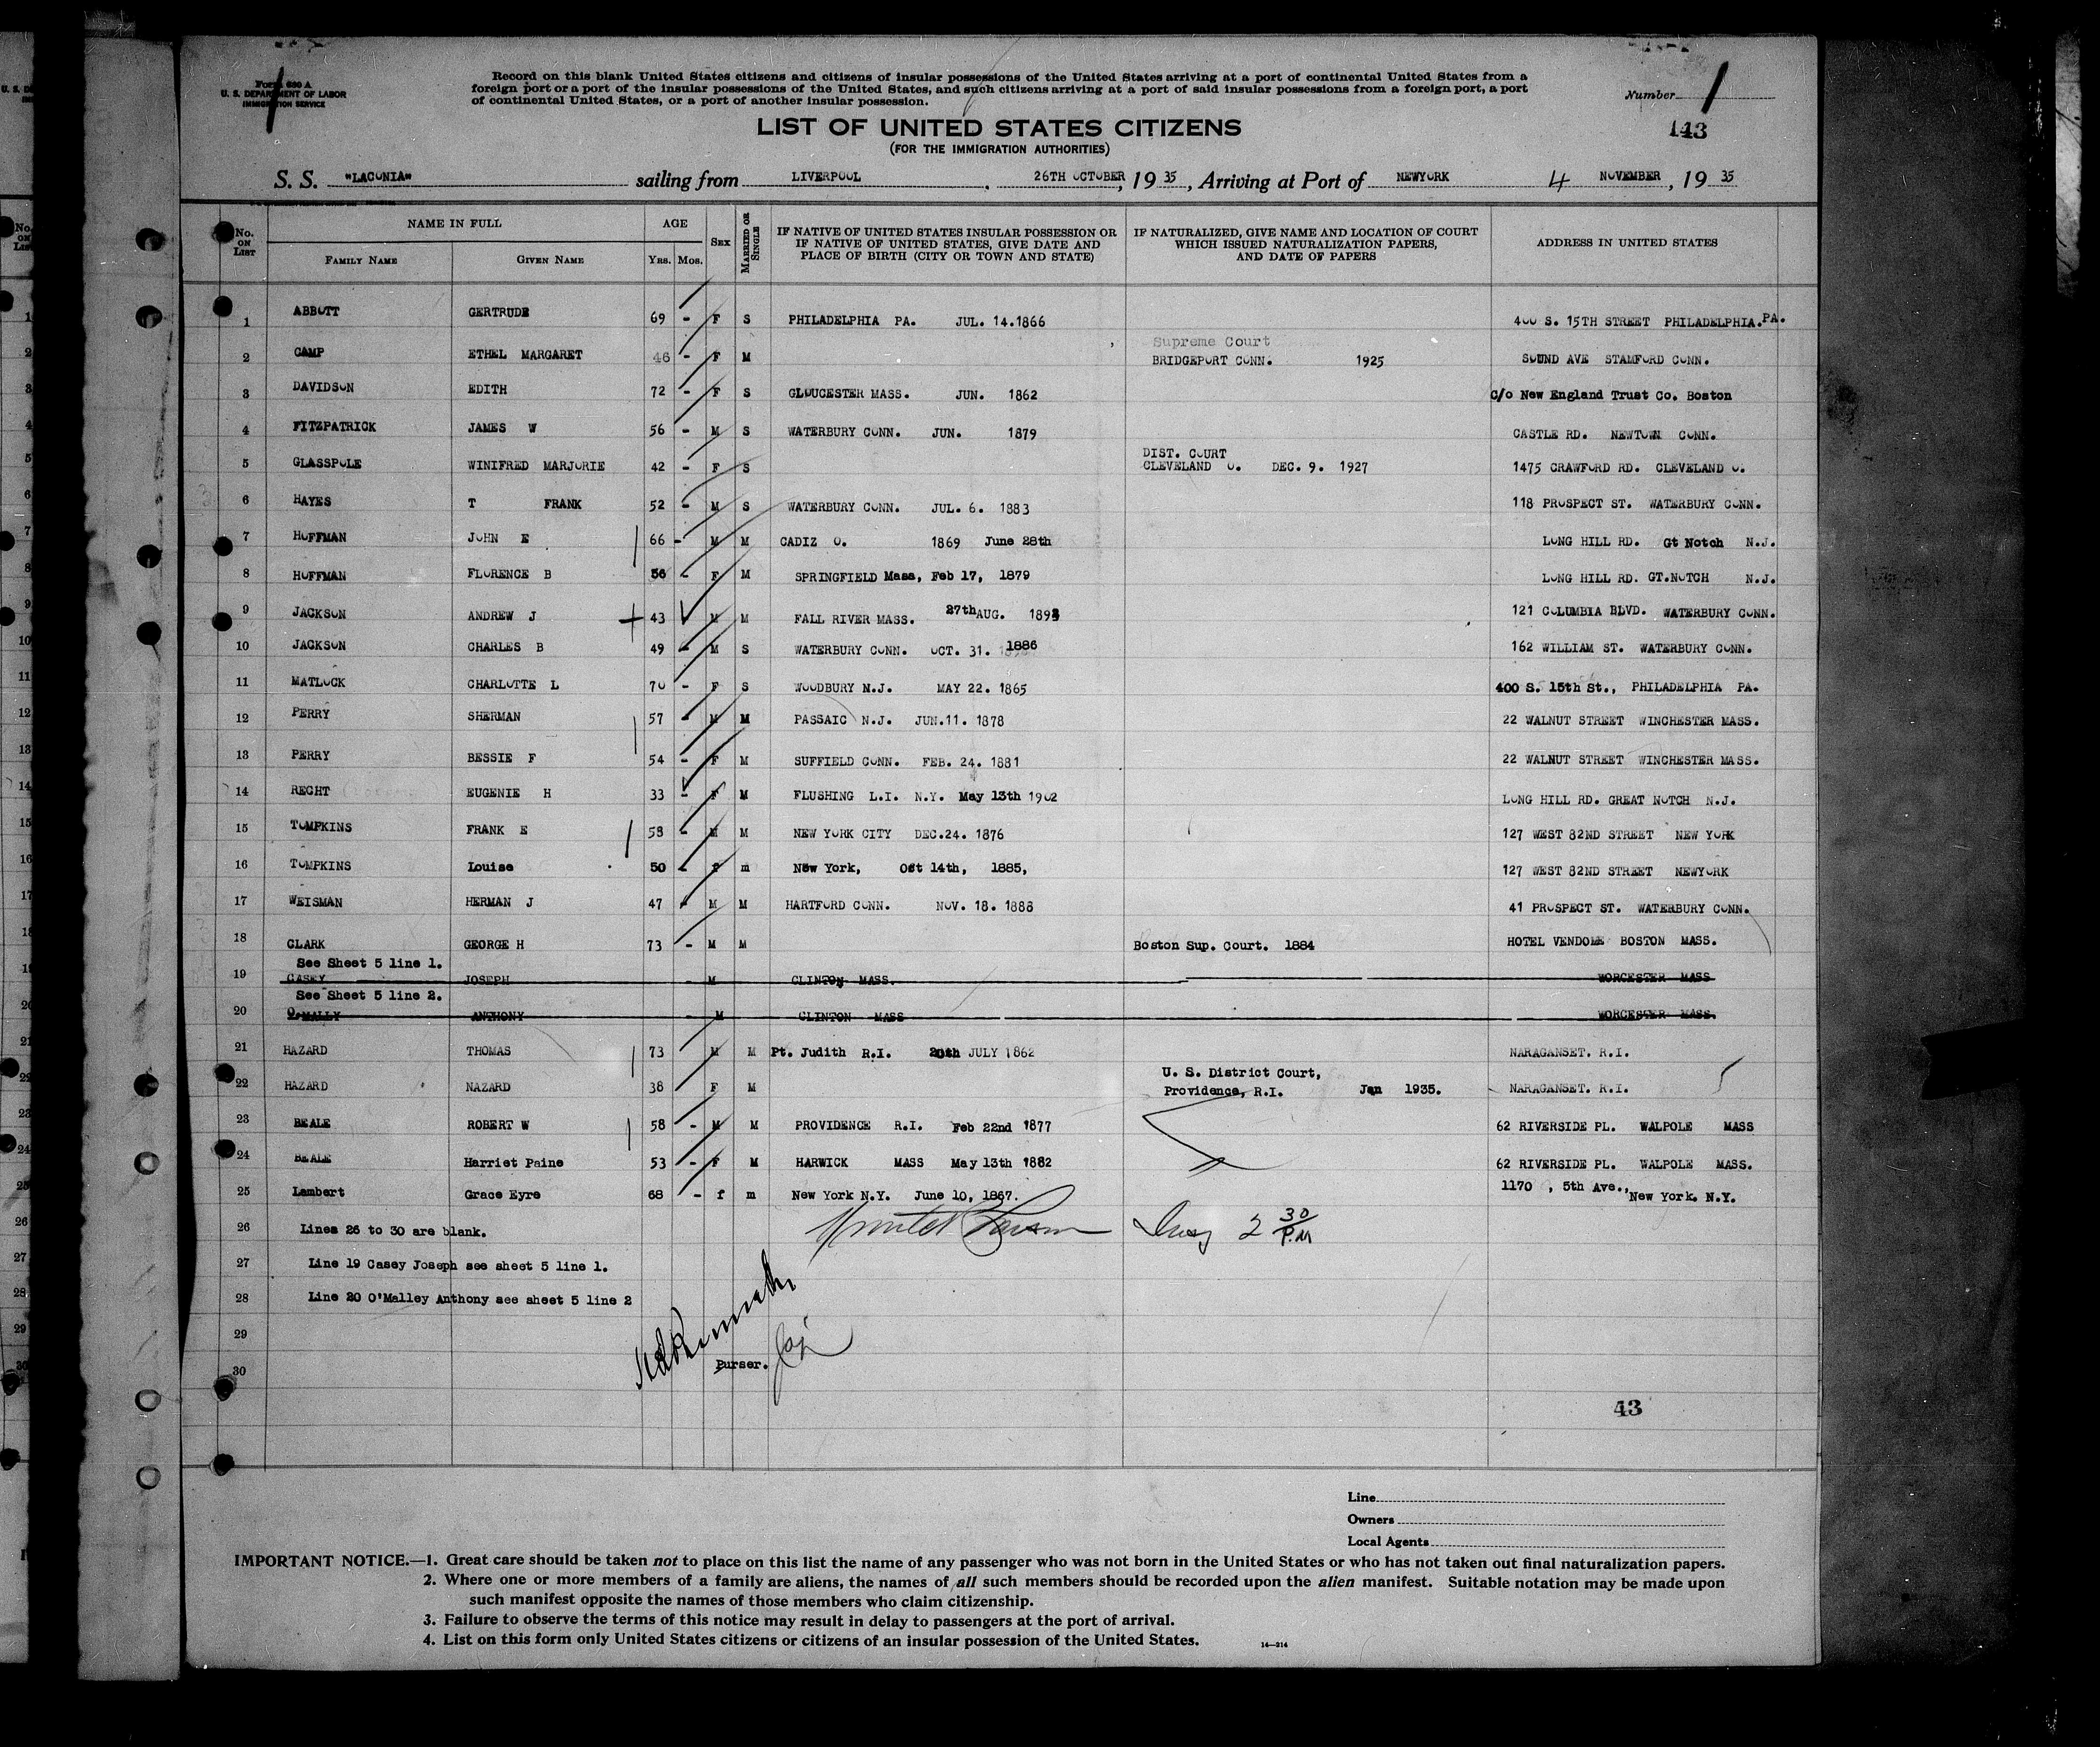 Form 630 A
U. S. DEPARTMENT OF LABOR
IMMIGRATION SERVICE
Record on this blank United States citizens and citizens of insular possessions of the United States arriving at a port of continental United States from a
foreign port or a port of the insular possessions of the United States, and such citizens arriving at a port of said insular possessions from a foreign port, a port
of continental United States, or a port of another insular possession.
Number 1
143
LIST OF UNITED STATES CITIZENS
(FOR THE IMMIGRATION AUTHORITIES)
S. S. "LACONIA" sailing from LIVERPOOL, 26TH OCTOBER, 19 35, Arriving at Port of NEWYORK 4 NOVEMBER, 19 35
No. ON LIST NAME IN FULL FAMILY NAME GIVEN NAME AGE YRS. MOS. SEX MARRIED OR SINGLE IF NATIVE OF UNITED STATES INSULAR POSSESSION OR IF NATIVE OF UNITED STATES, GIVE DATE AND PLACE OF BIRTH (CITY OR TOWN AND STATE) IF NATURALIZED, GIVE NAME AND LOCATION OF COURT WHICH ISSUED NATURALIZATION PAPERS, AND DATE OF PAPERS ADDRESS IN UNITED STATES
1 ABBOTT GERTRUDE 69 - F S PHILADELPHIA PA. JUL. 14.1866 400 S. 15TH STREET PHILADELPHIA. PA.
2 CAMP ETHEL MARGARET 46 - F M Supreme Court BRIDGEPORT CONN. 1925 SOUND AVE STAMFORD CONN.
3 DAVIDSON EDITH 72 - F S GLOUCESTER MASS. JUN. 1862 C/o New England Trust Co. Boston
4 FITZPATRICK JAMES W 56 - M S WATERBURY CONN. JUN. 1879 CASTLE RD. NEWTOWN CONN.
5 GLASSPOLE WINIFRED MARJORIE 42 - F S DIST. COURT CLEVELAND O. DEC. 9. 1927 1475 CRAWFORD RD. CLEVELAND O.
6 HAYES T FRANK 52 - M S WATERBURY CONN. JUL. 6. 1883 118 PROSPECT ST. WATERBURY CONN.
7 HOFFMAN JOHN E 66 - M M CADIZ O. 1869 June 28th LONG HILL RD. Gt Notch N.J.
8 HOFFMAN FLORENCE B 56 - F M SPRINGFIELD Mass, Feb 17, 1879 LONG HILL RD. GT.NOTCH N.J.
9 JACKSON ANDREW J 43 M M FALL RIVER MASS. 27th AUG. 1892 121 COLUMBIA BLVD. WATERBURY CONN.
10 JACKSON CHARLES B 49 - M S WATERBURY CONN. OCT. 31. 1886 162 WILLIAM ST. WATERBURY CONN.
11 MATLOCK CHARLOTTE L 70 - F S WOODBURY N.J. MAY 22. 1865 400 S. 15th St., PHILADELPHIA PA.
12 PERRY SHERMAN 57 - M M PASSAIC N.J. JUN.11. 1878 22 WALNUT STREET WINCHESTER MASS.
13 PERRY BESSIE F 54 - F M SUFFIELD CONN. FEB. 24. 1881 22 WALNUT STREET WINCHESTER MASS.
14 RECHT EUGENIE H 33 - F M FLUSHING L.I. N.Y. May 13th 1902 LONG HILL RD. GREAT NOTCH N.J.
15 TOMPKINS FRANK E 58 - M M NEW YORK CITY DEC.24. 1876 127 WEST 82ND STREET NEW YORK
16 TOMPKINS Louise 50 - f m New York, Oct 14th, 1885, 127 WEST 82ND STREET NEWYORK
17 WEISMAN HERMAN J 47 - M M HARTFORD CONN. NOV. 18. 1888 41 PROSPECT ST. WATERBURY CONN.
18 CLARK GEORGE H 73 - M M Boston Sup. Court. 1884 HOTEL VENDOME BOSTON MASS.
See Sheet 5 line 1.
19 CASEY JOSEPH - M CLINTON MASS. WORCESTER MASS
See Sheet 5 line 2.
20 O'MALLY ANTHONY - M CLINTON MASS WORCESTER MASS.
21 HAZARD THOMAS 73 M M Pt. Judith R.I. 20th JULY 1862 NARAGANSET. R.I.
22 HAZARD NAZARD 38 F M U. S. District Court, Providence, R.I. Jan 1935. NARAGANSET. R.I.
23 BEALE ROBERT W 58 - M M PROVIDENCE R.I. Feb 22nd 1877 62 RIVERSIDE PL. WALPOLE MASS
24 BEALE Harriet Paine 53 - F M HARWICK MASS May 13th 1882 62 RIVERSIDE PL. WALPOLE MASS.
25 Lambert Grace Eyre 68 - f m New York N.Y. June 10, 1867. 1170 , 5th Ave., New York. N.Y.
26 Lines 26 to 30 are blank. 2 30 P.M
27 Line 19 Casey Joseph see sheet 5 line 1.
28 Line 20 O'Malley Anthony see sheet 5 line 2
29
30 Purser.
43
Line
Owners
Local Agents
IMPORTANT NOTICE.—1. Great care should be taken not to place on this list the name of any passenger who was not born in the United States or who has not taken out final naturalization papers.
2. Where one or more members of a family are aliens, the names of all such members should be recorded upon the alien manifest. Suitable notation may be made upon
such manifest opposite the names of those members who claim citizenship.
3. Failure to observe the terms of this notice may result in delay to passengers at the port of arrival.
4. List on this form only United States citizens or citizens of an insular possession of the United States.
14—214